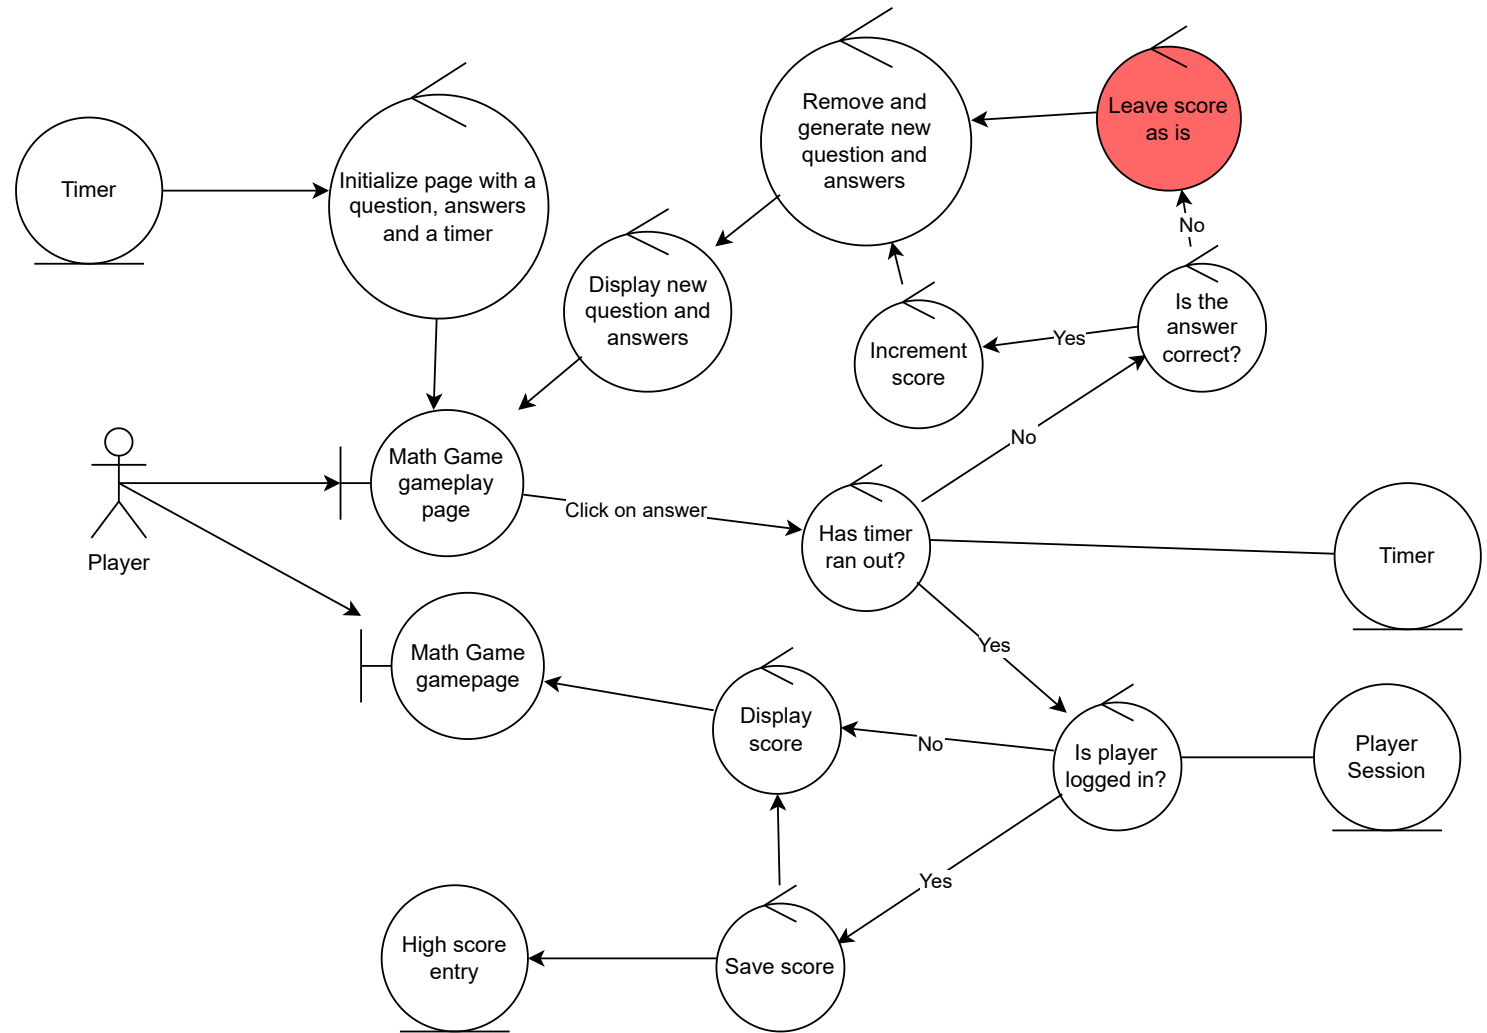 Timer
Initialize page with a
question, answers
and a timer
Remove and
generate new
question and
answers
Leave score
as is
No
Display new
question and
answers
Increment
score
Yes
Is the
answer
correct?
Player
Math Game
gameplay
page
Click on answer
No
Has timer
ran out?
Timer
Yes
Math Game
gamepage
Display
score
No
Is player
logged in?
Player
Session
Yes
High score
entry
Save score